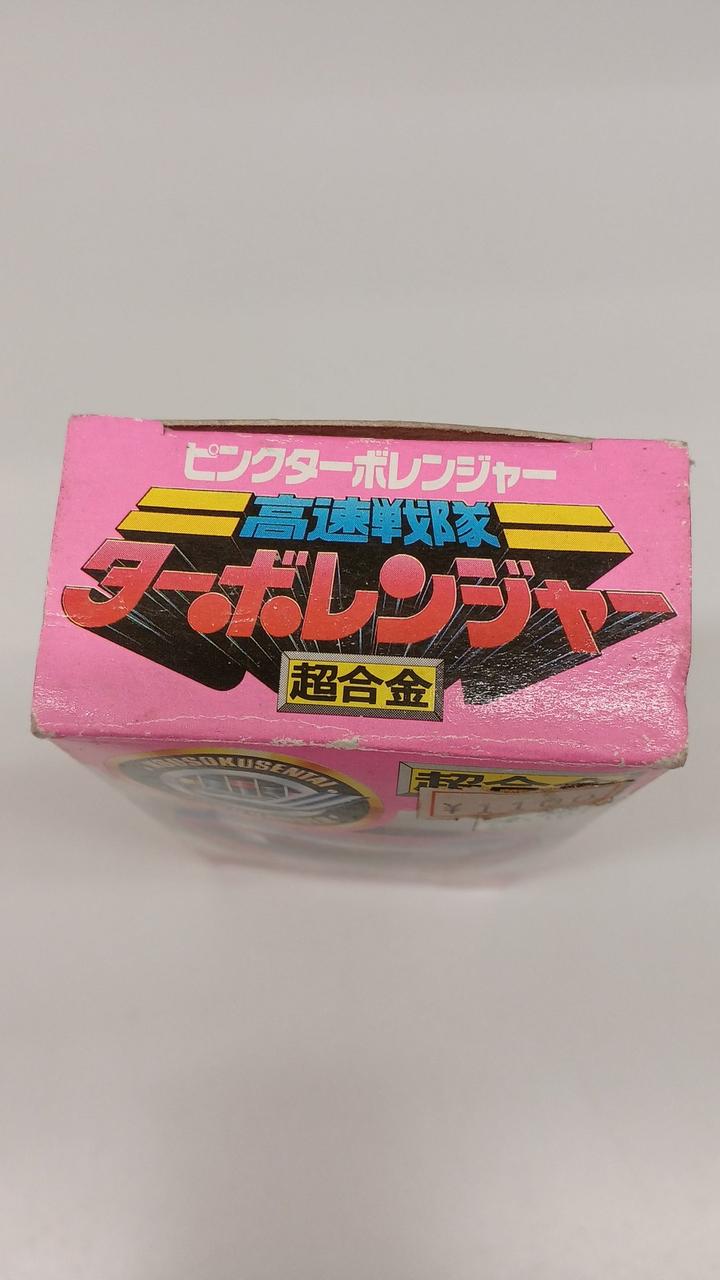 ピンクターボレンジャー
高速戦隊
ターボレンジャー
超合金
超合金